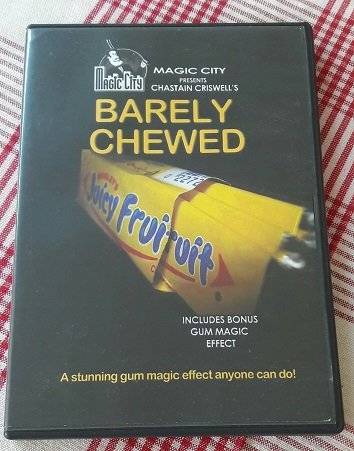 Magic City
MAGIC CITY
PRESENTS
CHASTAIN CRISWELL'S
BARELY
CHEWED
Juicy Fruit
ruit
INCLUDES BONUS
GUM MAGIC
EFFECT
A stunning gum magic effect anyone can do!